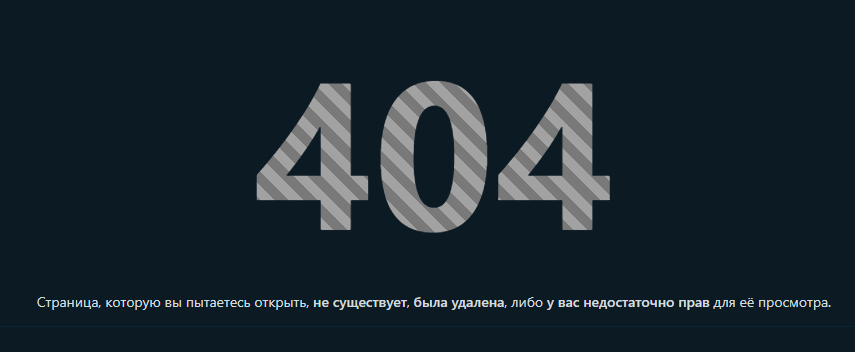 404
Страница, которую вы пытаетесь открыть, не существует, была удалена, либо у вас недостаточно прав для её просмотра.